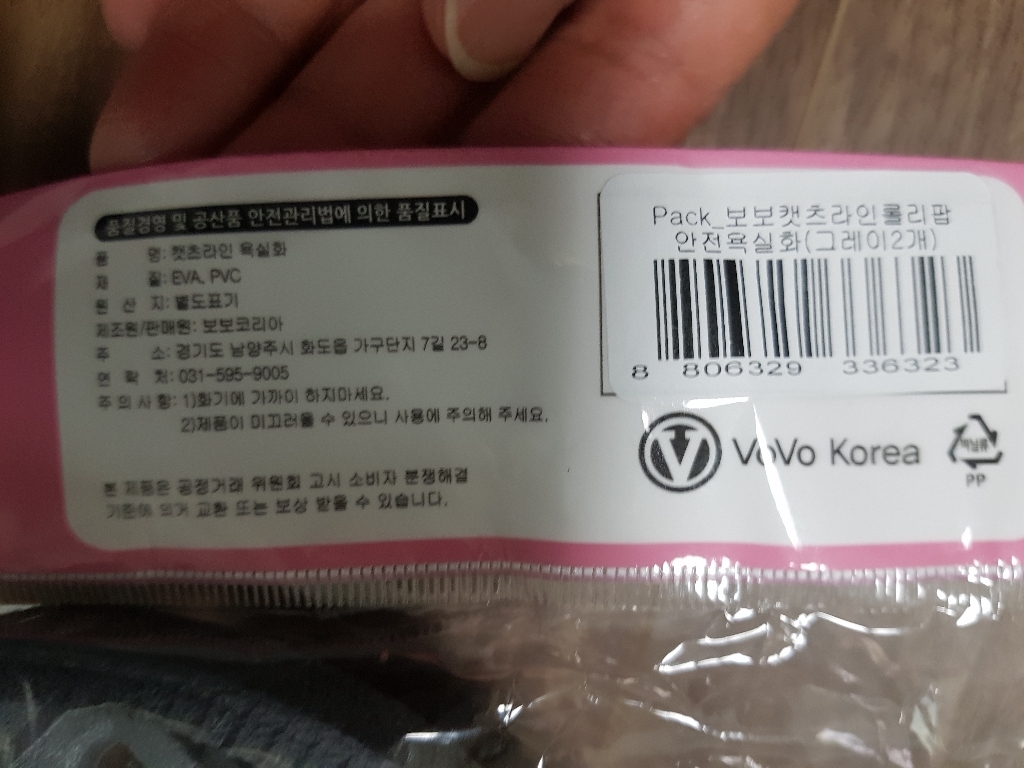 품질경영 및 공산품 안전관리법에 의한 품질표시
품 명: 캣츠라인 욕실화
재 질: EVA, PVC
원 산 지: 별도표기
제조원/판매원: 보보코리아
주 소: 경기도 남양주시 화도읍 가구단지 7길 23-8
연 락 처: 031-595-9005
주 의 사 항: 1)화기에 가까이 하지마세요.
2)제품이 미끄러울 수 있으니 사용에 주의해 주세요.
본 제품은 공정거래 위원회 고시 소비자 분쟁해결
기준에 의거 교환 또는 보상 받을 수 있습니다.
Pack_보보캣츠라인롤리팝
안전욕실화(그레이2개)
8 806329 336323
VoVo Korea
비닐류
PP